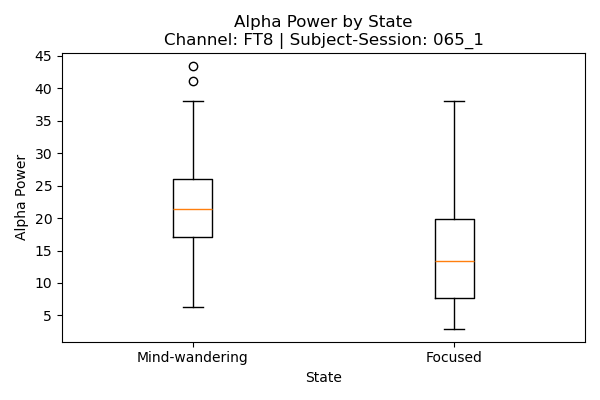 Alpha Power by State
Channel: FT8 | Subject-Session: 065_1
45
40
35
30
25
20
15
10
5
Alpha Power
Mind-wandering
Focused
State